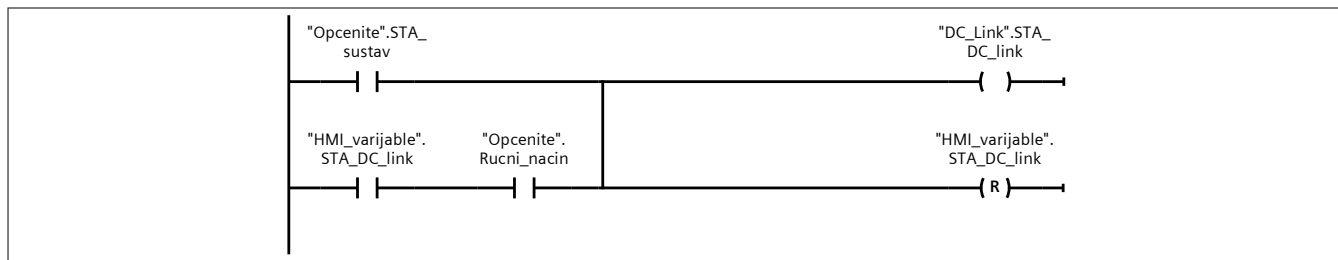 "Opcenite".STA_
sustav
"DC_Link".STA_
DC_link
"HMI_varijable".
STA_DC_link
"Opcenite".
Rucni_nacin
"HMI_varijable".
STA_DC_link
R